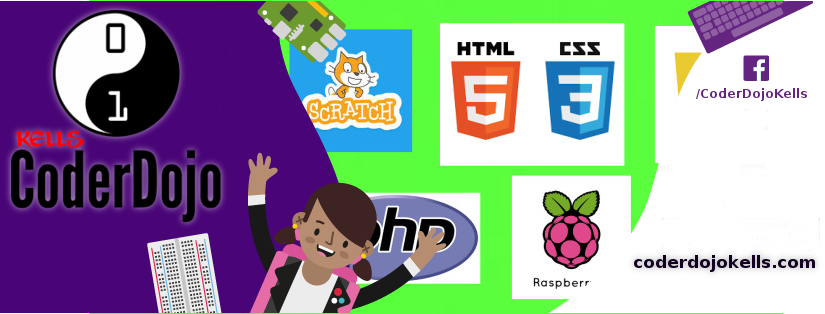 0
1
Kells
CoderDojo
SCRATCH
HTML
5
CSS
3
/CoderDojoKells
php
Raspberr
coderdojokells.com